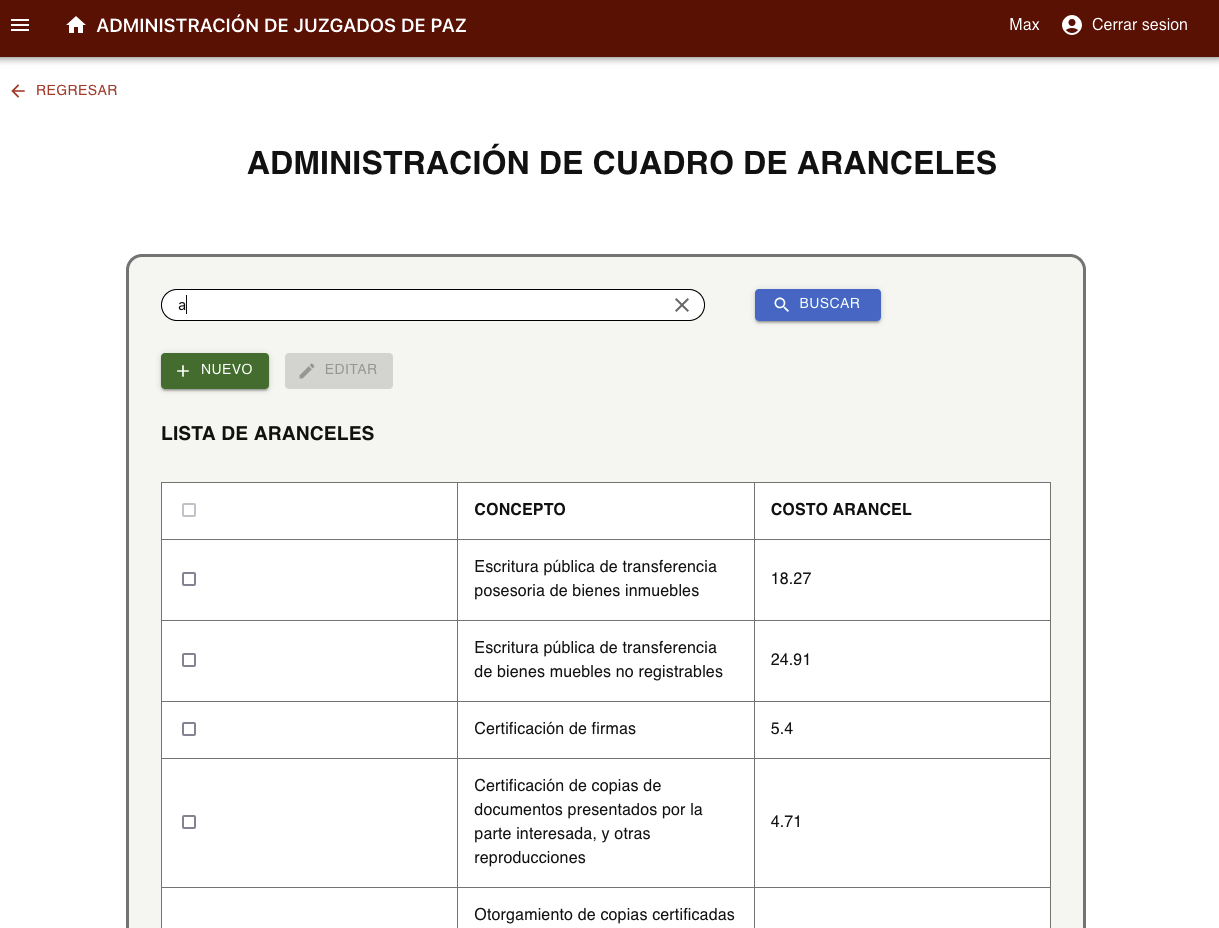 ADMINISTRACIÓN DE JUZGADOS DE PAZ
Max
Cerrar sesion
REGRESAR
ADMINISTRACIÓN DE CUADRO DE ARANCELES
a
BUSCAR
NUEVO
EDITAR
LISTA DE ARANCELES
CONCEPTO
COSTO ARANCEL
Escritura pública de transferencia
posesoria de bienes inmuebles
18.27
Escritura pública de transferencia
de bienes muebles no registrables
24.91
Certificación de firmas
5.4
Certificación de copias de
documentos presentados por la
parte interesada, y otras
reproducciones
4.71
Otorgamiento de copias certificadas